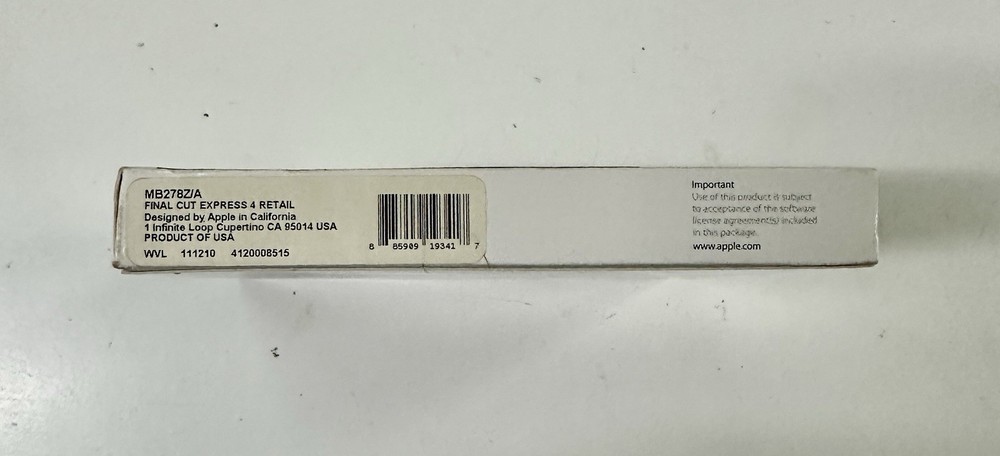 MB278Z/A
FINAL CUT EXPRESS 4 RETAIL
Designed by Apple in California
1 Infinite Loop Cupertino CA 95014 USA
PRODUCT OF USA
WVL 111210 4120008515
8 85909 19341 7
Important
Use of this product is subject
to acceptance of the software
license agreement(s) included
in this package.
www.apple.com